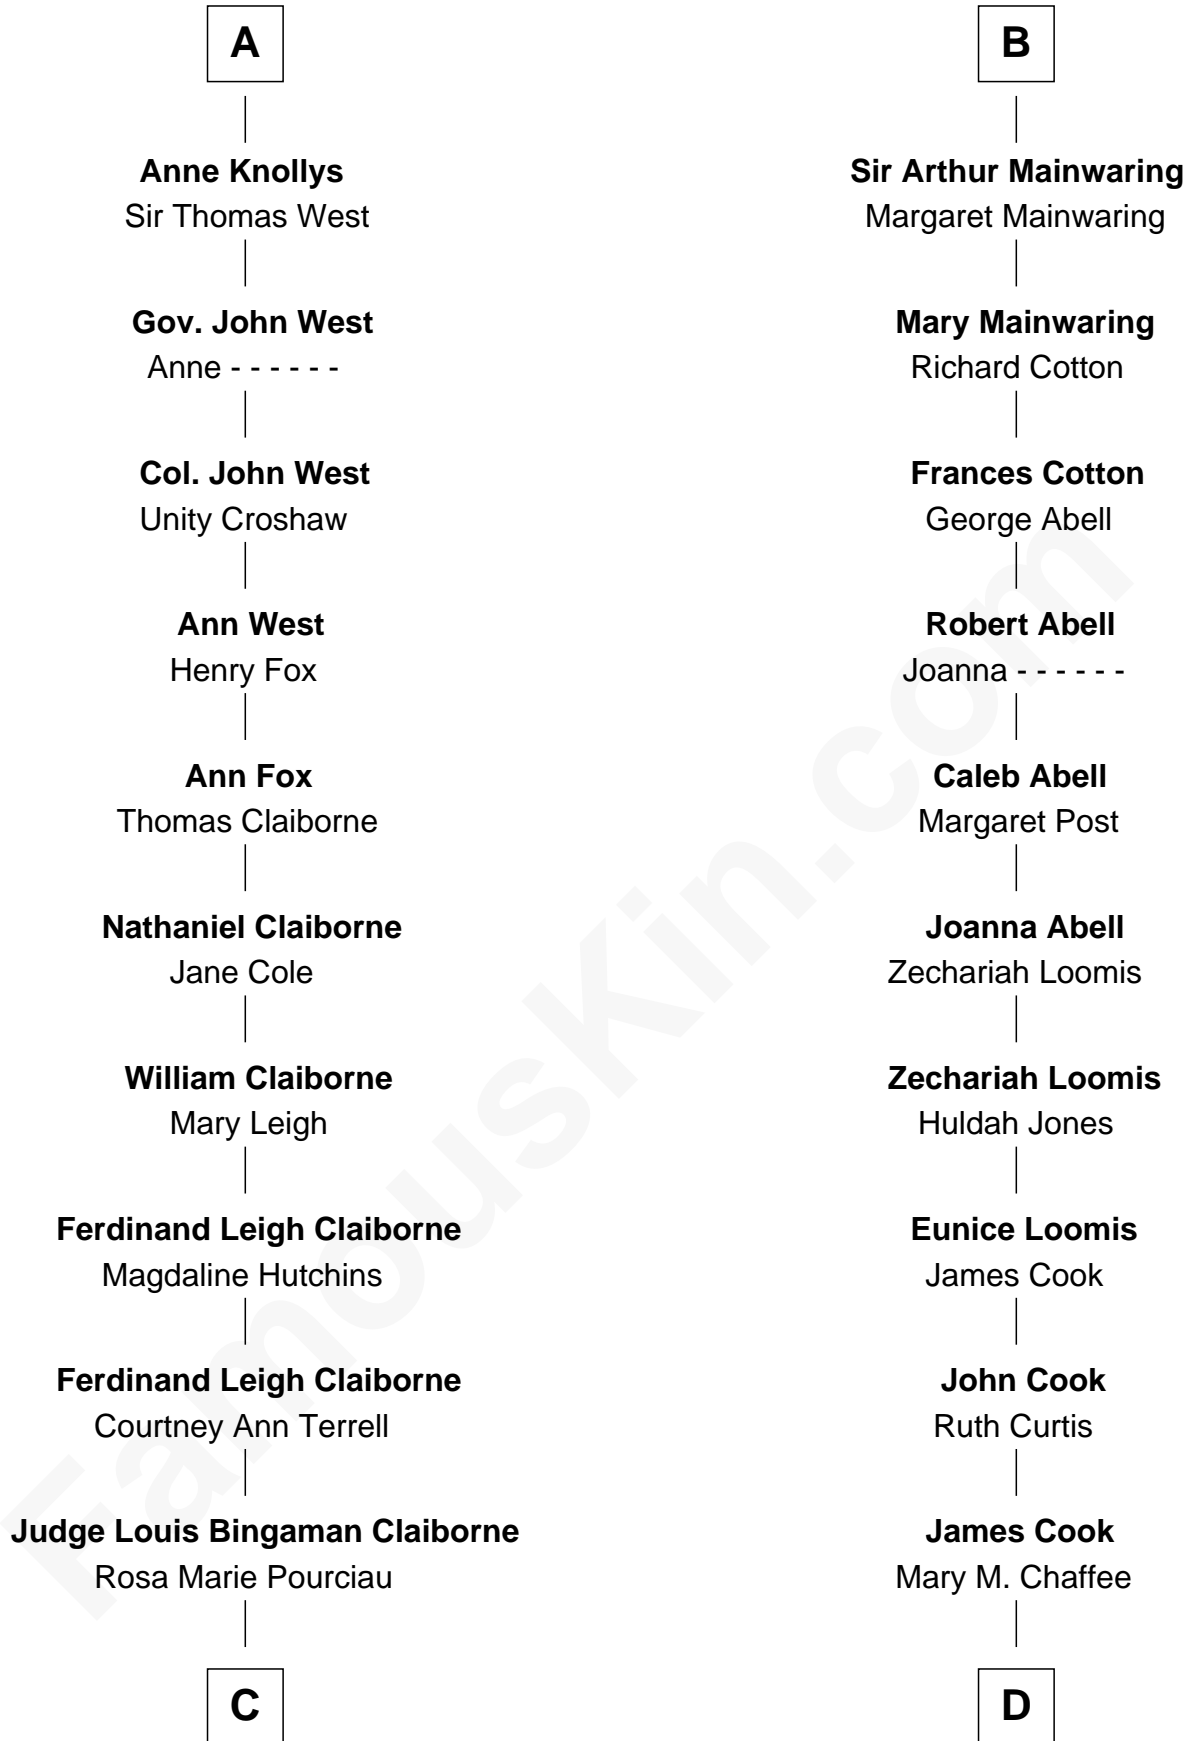 A
Anne Knollys
Sir Thomas West
Gov. John West
Anne - - - - - -
Col. John West
Unity Croshaw
Ann West
Henry Fox
Ann Fox
Thomas Claiborne
Nathaniel Claiborne
Jane Cole
William Claiborne
Mary Leigh
Ferdinand Leigh Claiborne
Magdaline Hutchins
Ferdinand Leigh Claiborne
Courtney Ann Terrell
Judge Louis Bingaman Claiborne
Rosa Marie Pourciau
C
B
Sir Arthur Mainwaring
Margaret Mainwaring
Mary Mainwaring
Richard Cotton
Frances Cotton
George Abell
Robert Abell
Joanna - - - - - -
Caleb Abell
Margaret Post
Joanna Abell
Zechariah Loomis
Zechariah Loomis
Huldah Jones
Eunice Loomis
James Cook
John Cook
Ruth Curtis
James Cook
Mary M. Chaffee
D
FamousKin.com